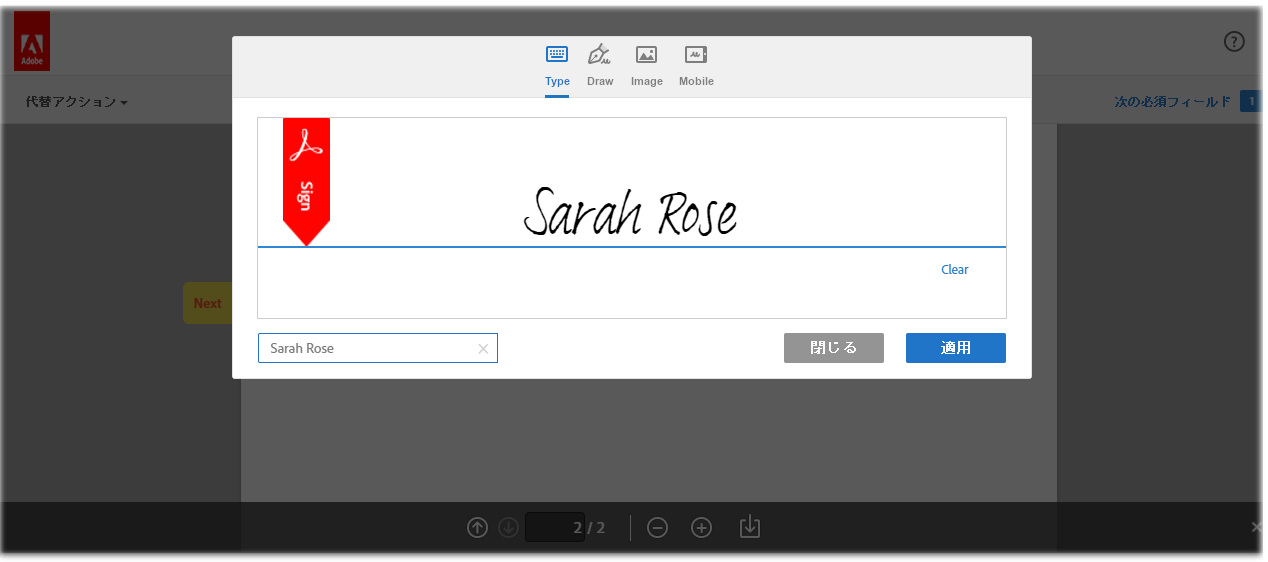 Adobe
?
代替アクション
次の必須フィールド 1
Type Draw Image Mobile
Sign
Sarah Rose
Clear
Next
Sarah Rose
閉じる 適用
2 / 2